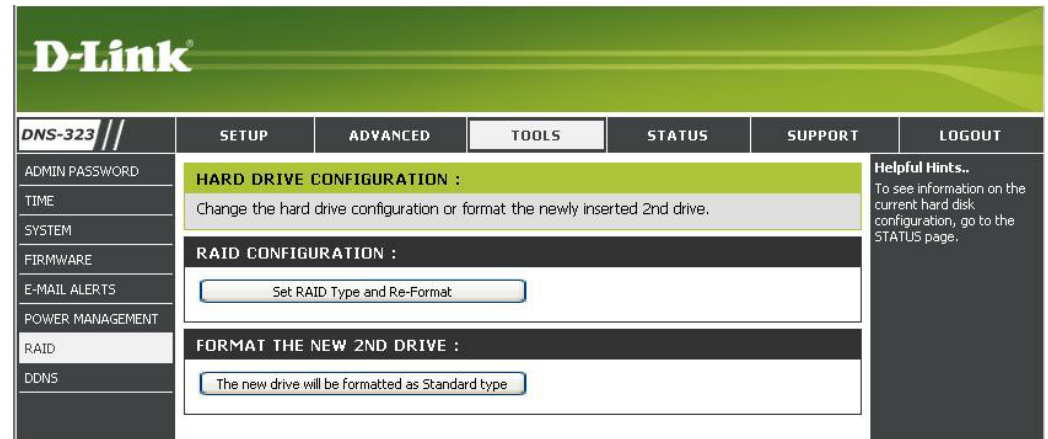 D-Link®
DNS-323
SETUP
ADVANCED
TOOLS
STATUS
SUPPORT
LOGOUT
ADMIN PASSWORD
TIME
SYSTEM
FIRMWARE
E-MAIL ALERTS
POWER MANAGEMENT
RAID
DDNS
HARD DRIVE CONFIGURATION :
Change the hard drive configuration or format the newly inserted 2nd drive.
RAID CONFIGURATION :
Set RAID Type and Re-Format
FORMAT THE NEW 2ND DRIVE :
The new drive will be formatted as Standard type
Helpful Hints..
To see information on the
current hard disk
configuration, go to the
STATUS page.